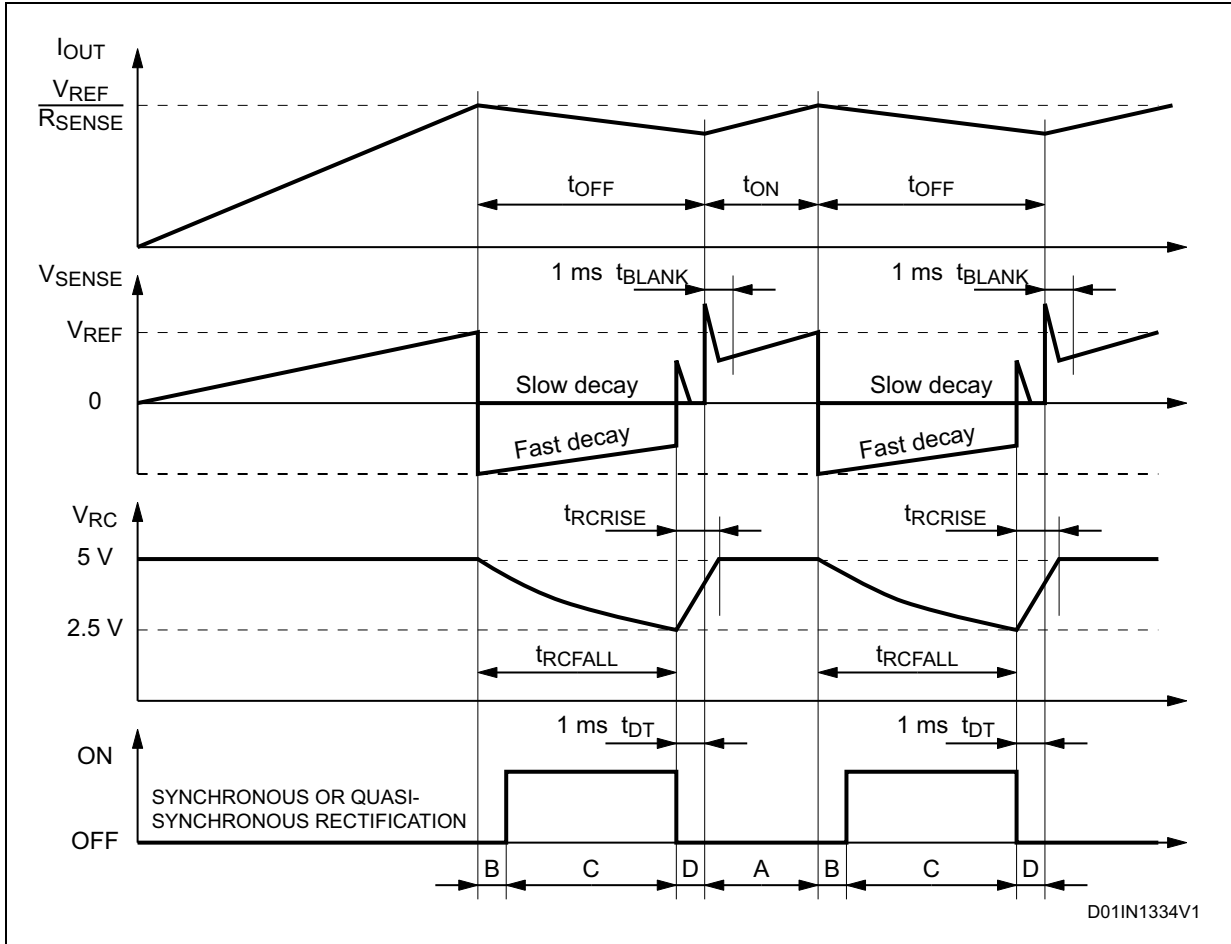 IOUT
VREF
RSENSE
tOFF tON tOFF
VSENSE
1 ms tBLANK 1 ms tBLANK
VREF
Slow decay Slow decay
0
Fast decay Fast decay
VRC
tRCRISE tRCRISE
5 V
2.5 V
tRCFALL tRCFALL
1 ms tDT 1 ms tDT
ON
SYNCHRONOUS OR QUASI-
SYNCHRONOUS RECTIFICATION
OFF
B C D A B C D
D01IN1334V1